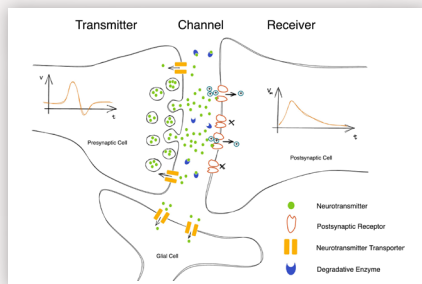 Transmitter Channel Receiver
V
t
Presynaptic Cell
Vm
t
Postsynaptic Cell
Glial Cell
Neurotransmitter
Postsynaptic Receptor
Neurotransmitter Transporter
Degradative Enzyme